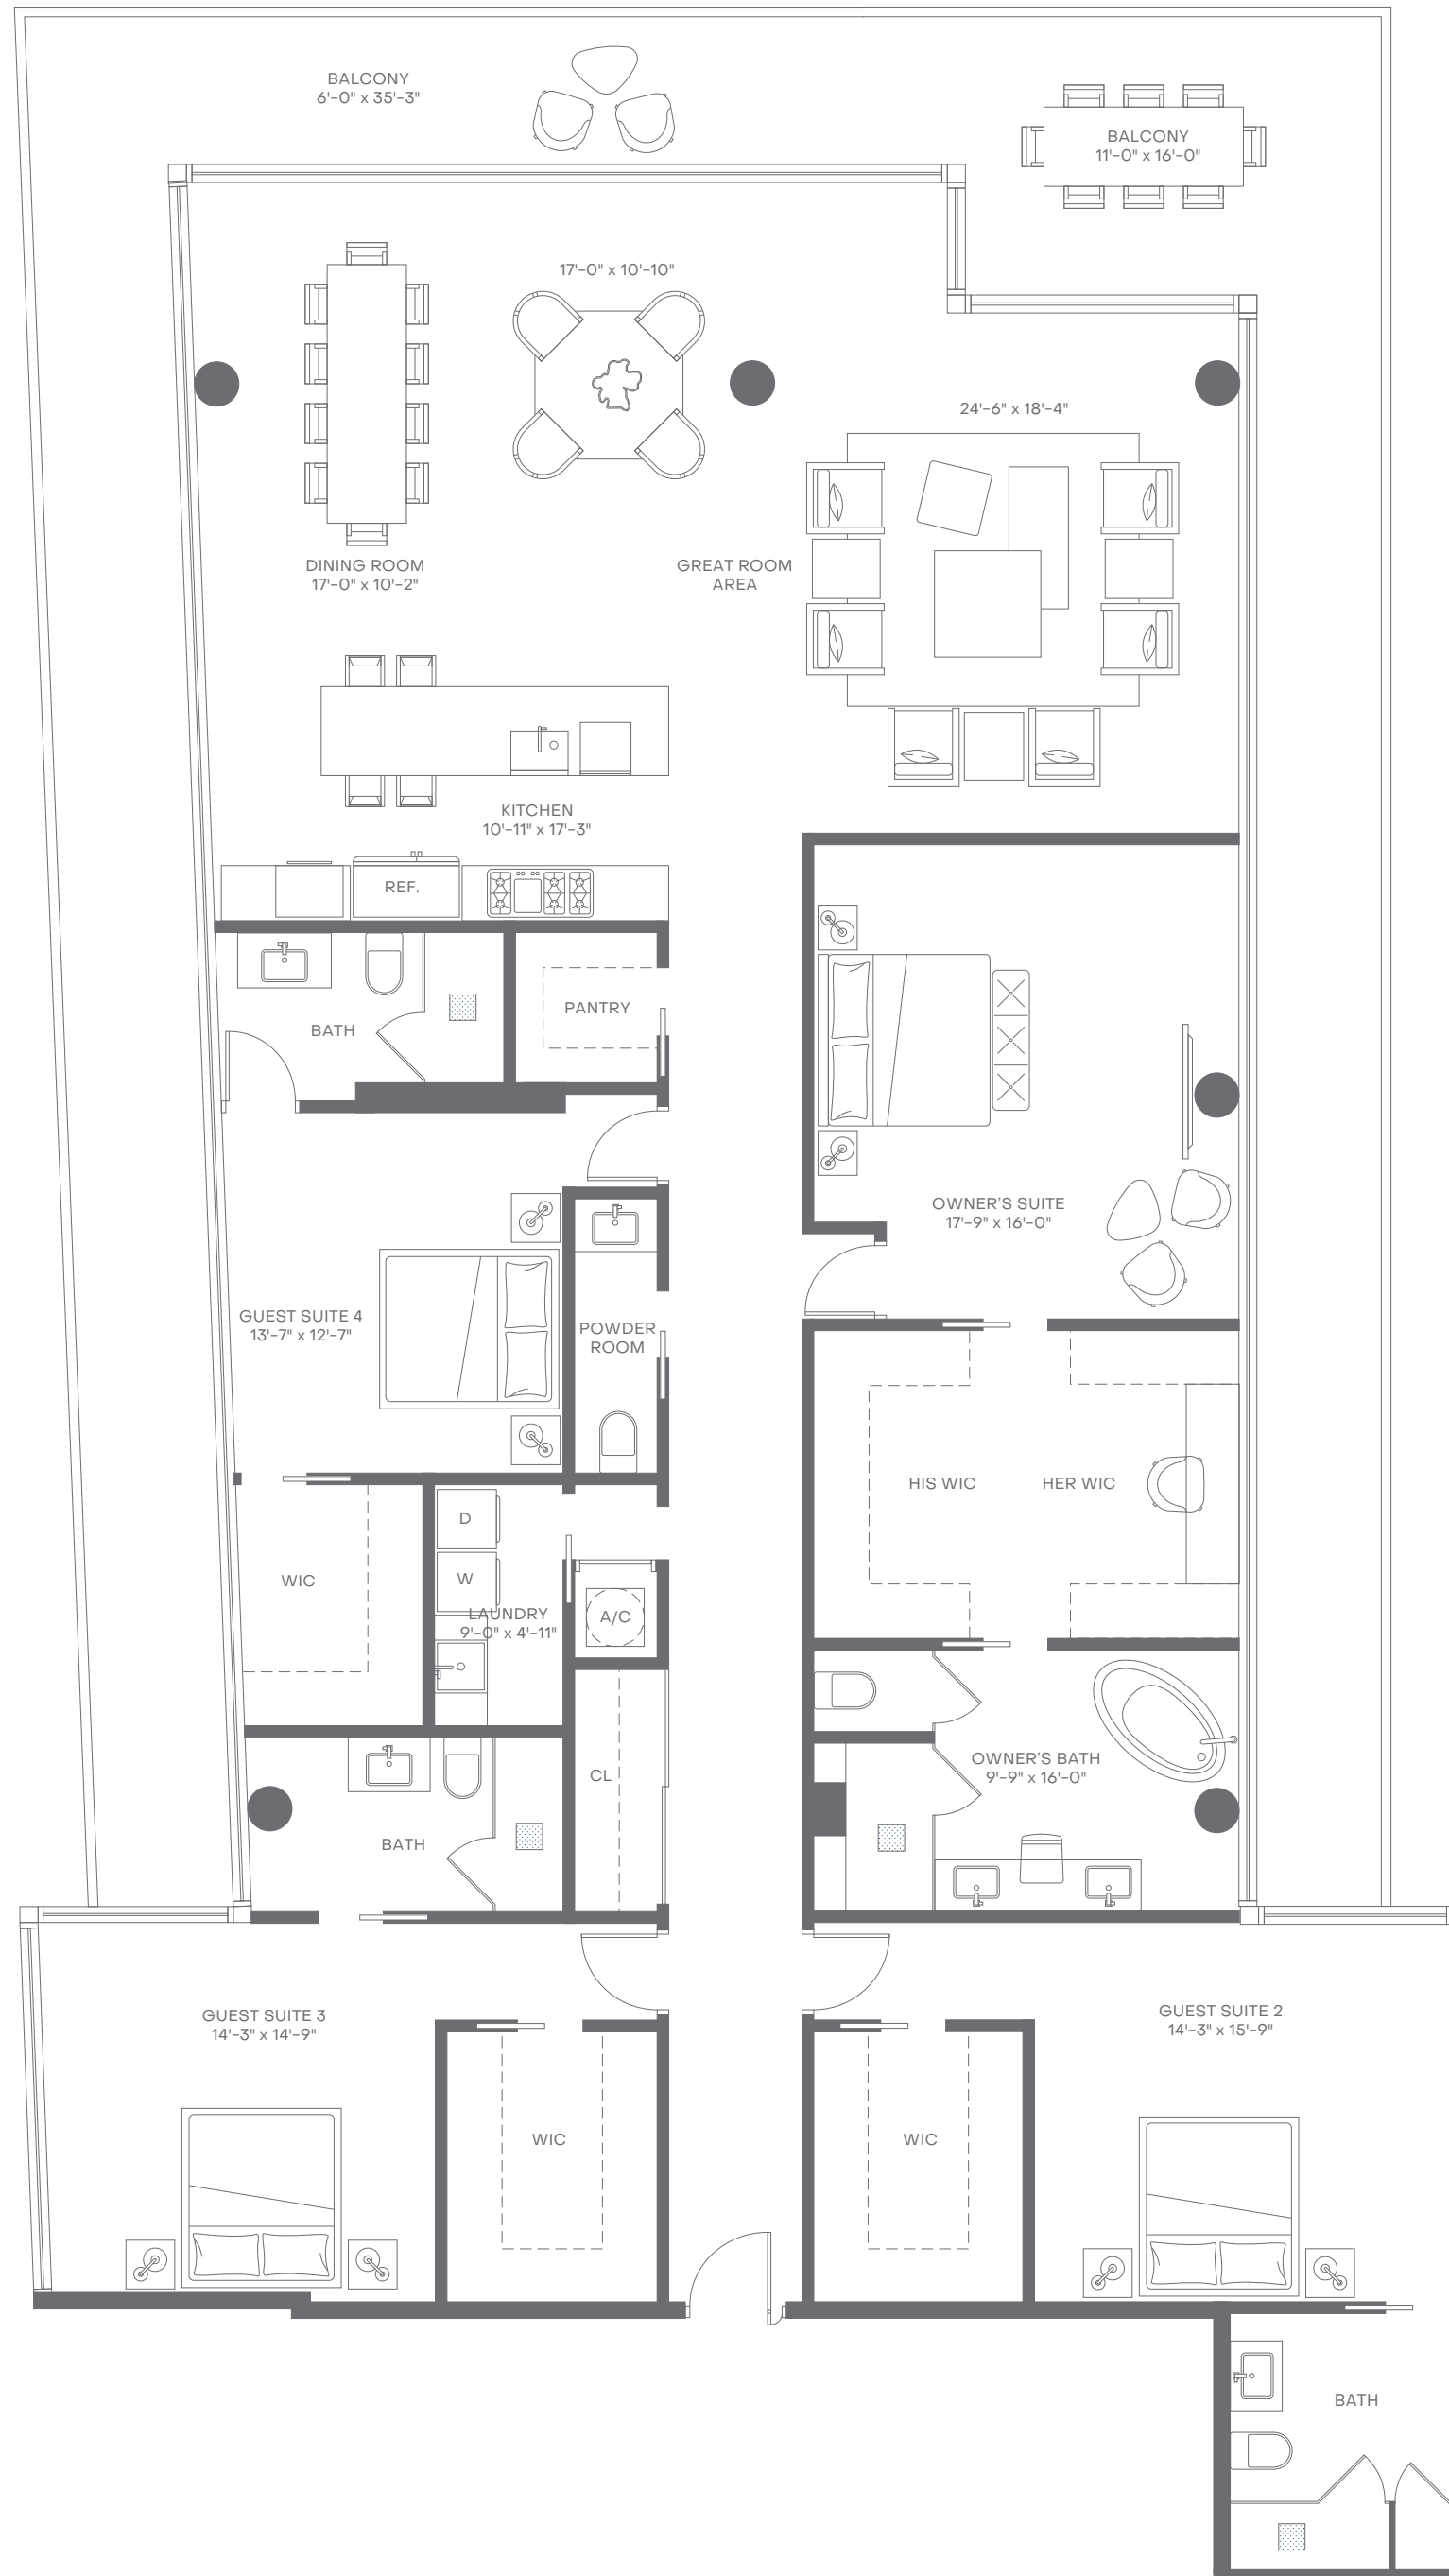 BALCONY
6'-0" x 35'-3"
BALCONY
11'-0" x 16'-0"
17'-0" x 10'-10"
24'-6" x 18'-4"
DINING ROOM
17'-0" x 10'-2"
GREAT ROOM
AREA
KITCHEN
10'-11" x 17'-3"
REF.
BATH
PANTRY
OWNER'S SUITE
17'-9" x 16'-0"
GUEST SUITE 4
13'-7" x 12'-7"
POWDER
ROOM
HIS WIC
HER WIC
D
W
WIC
LAUNDRY
9'-0" x 4'-11"
A/C
OWNER'S BATH
9'-9" x 16'-0"
CL
BATH
GUEST SUITE 3
14'-3" x 14'-9"
GUEST SUITE 2
14'-3" x 15'-9"
WIC
WIC
BATH